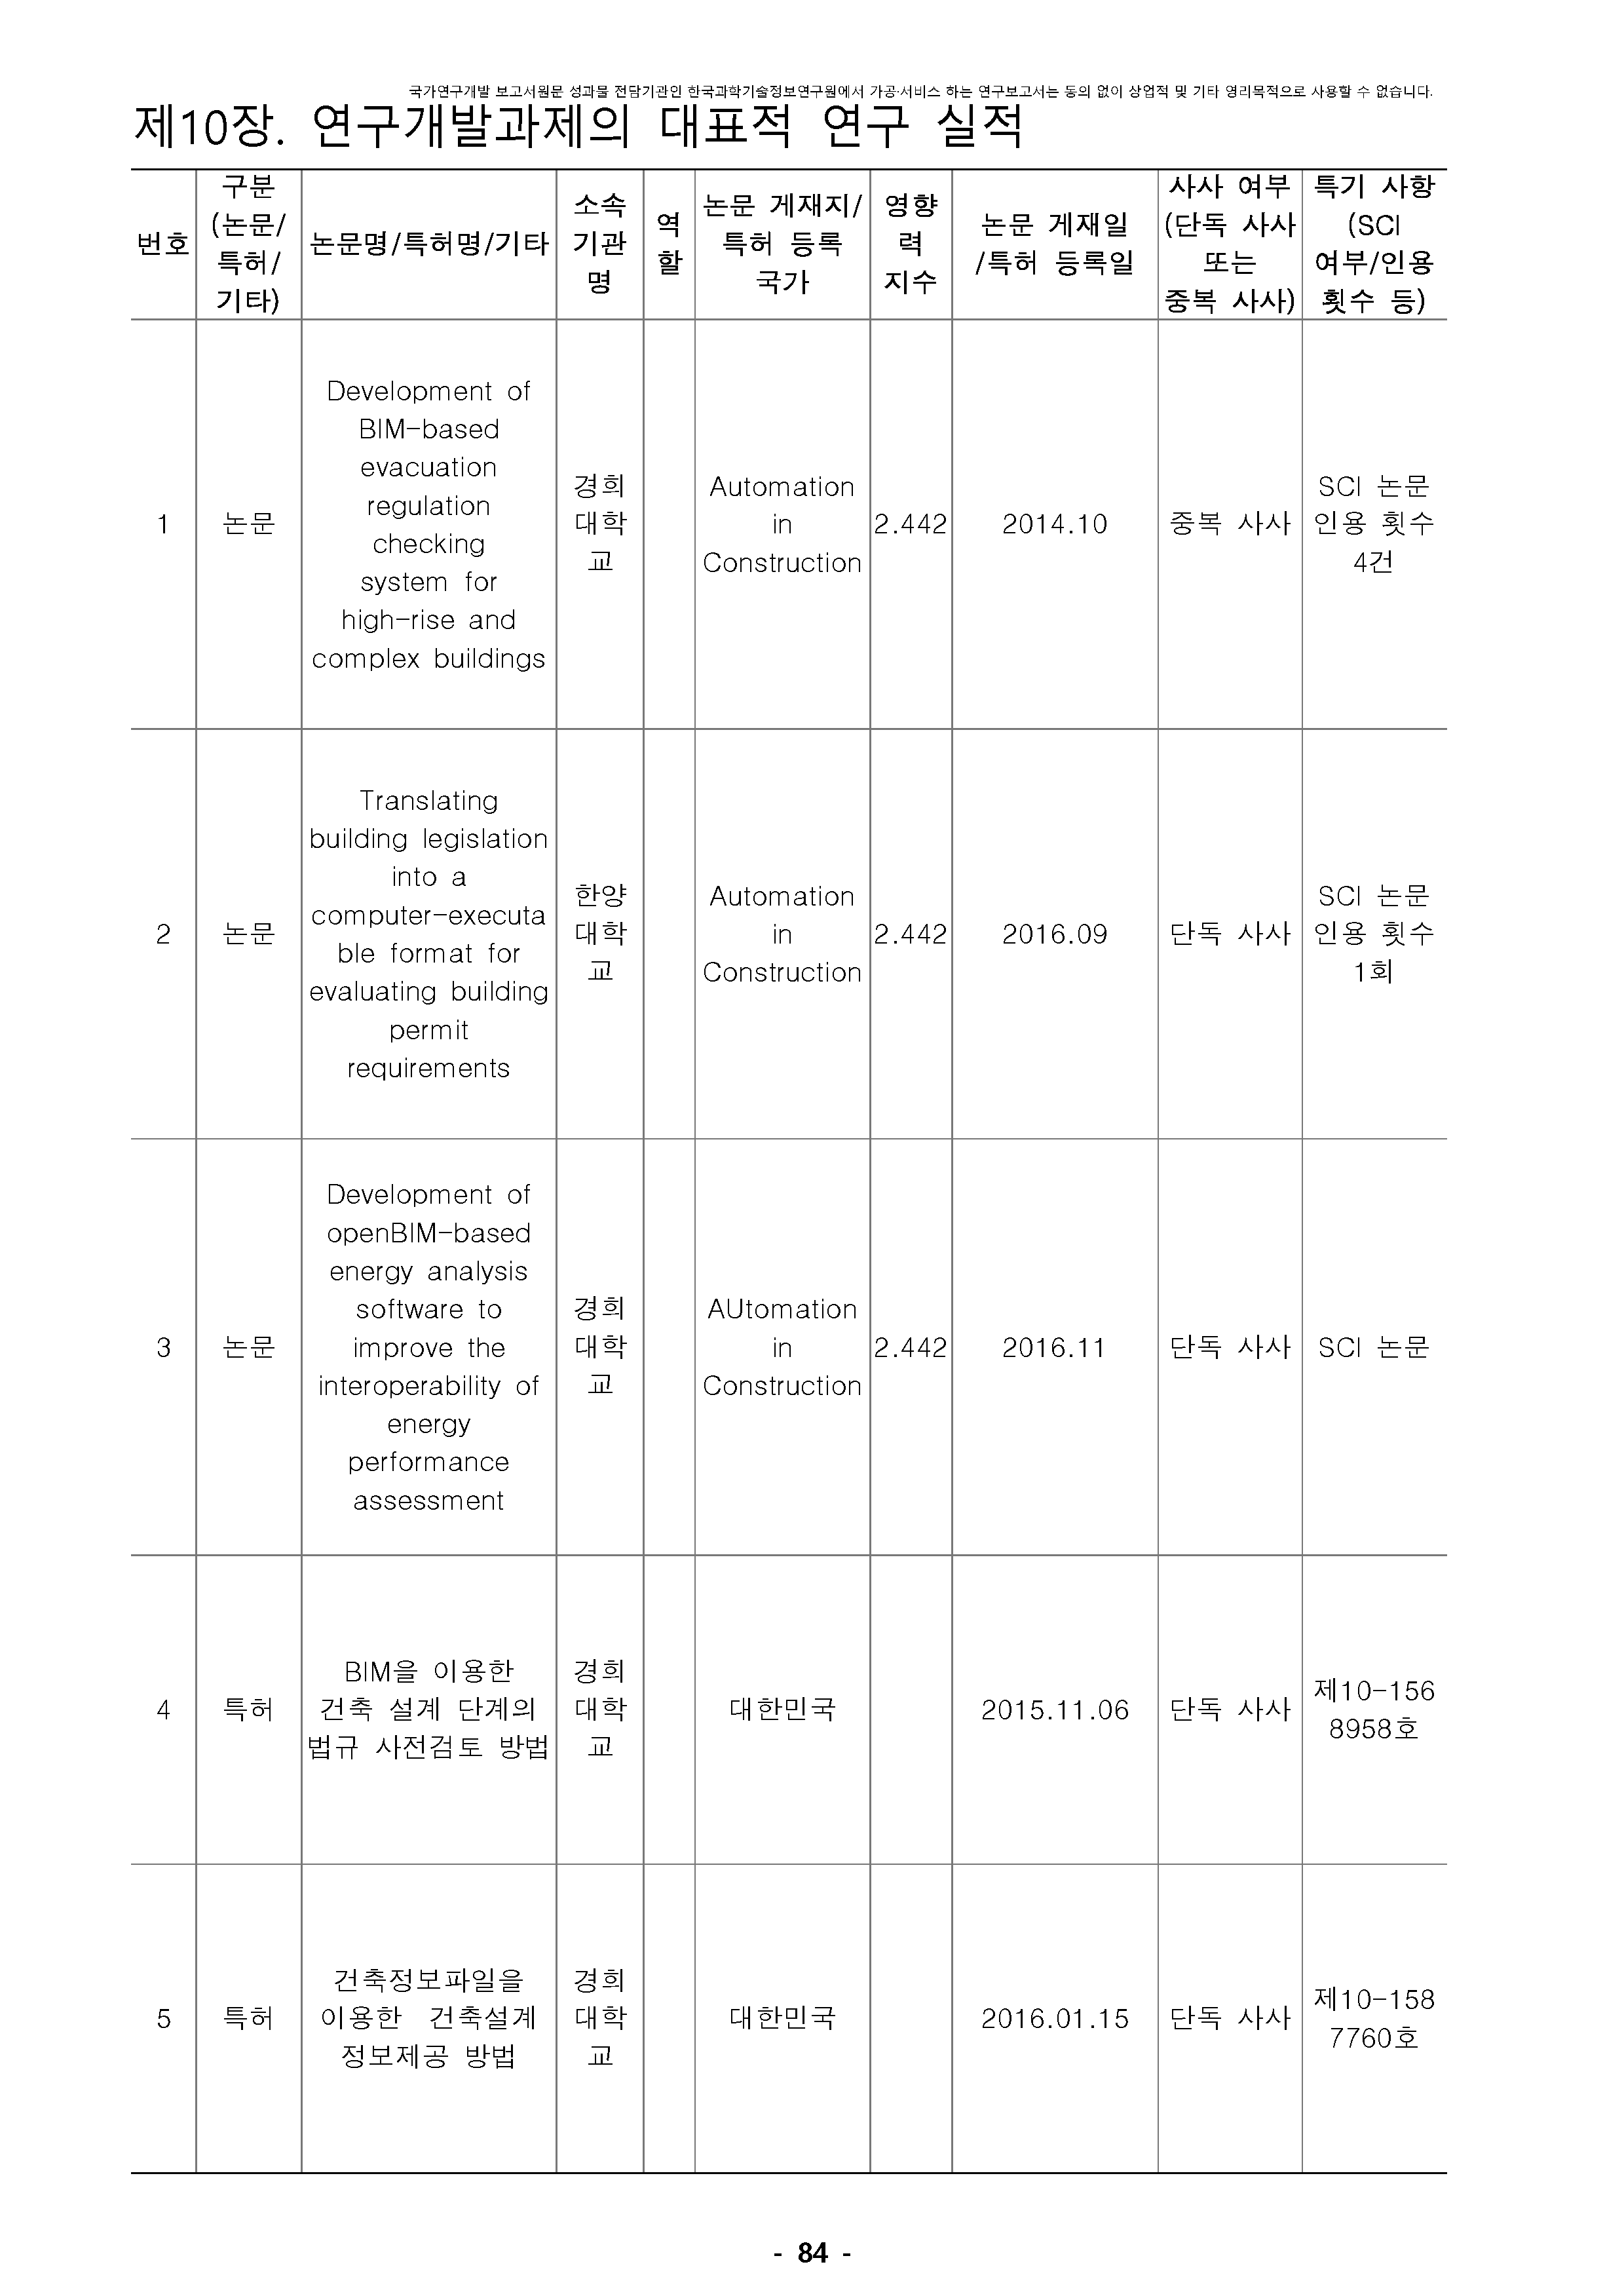 국가연구개발 보고서원문 성과물 전담기관인 한국과학기술정보연구원에서 가공·서비스 하는 연구보고서는 동의 없이 상업적 및 기타 영리목적으로 사용할 수 없습니다.
제10장. 연구개발과제의 대표적 연구 실적
번호
구분
(논문/
특허/
기타)
논문명/특허명/기타
소속
기관
명
역
할
논문 게재지/
특허 등록
국가
영향
력
지수
논문 게재일
/특허 등록일
사사 여부
(단독 사사
또는
중복 사사)
특기 사항
(SCI
여부/인용
횟수 등)
1
논문
Development of
BIM-based
evacuation
regulation
checking
system for
high-rise and
complex buildings
경희
대학
교
Automation
in
Construction
2.442
2014.10
중복 사사
SCI 논문
인용 횟수
4건
2
논문
Translating
building legislation
into a
computer-executa
ble format for
evaluating building
permit
requirements
한양
대학
교
Automation
in
Construction
2.442
2016.09
단독 사사
SCI 논문
인용 횟수
1회
3
논문
Development of
openBIM-based
energy analysis
software to
improve the
interoperability of
energy
performance
assessment
경희
대학
교
AUtomation
in
Construction
2.442
2016.11
단독 사사
SCI 논문
4
특허
BIM을 이용한
건축 설계 단계의
법규 사전검토 방법
경희
대학
교
대한민국
2015.11.06
단독 사사
제10-156
8958호
5
특허
건축정보파일을
이용한 건축설계
정보제공 방법
경희
대학
교
대한민국
2016.01.15
단독 사사
제10-158
7760호
- 84 -